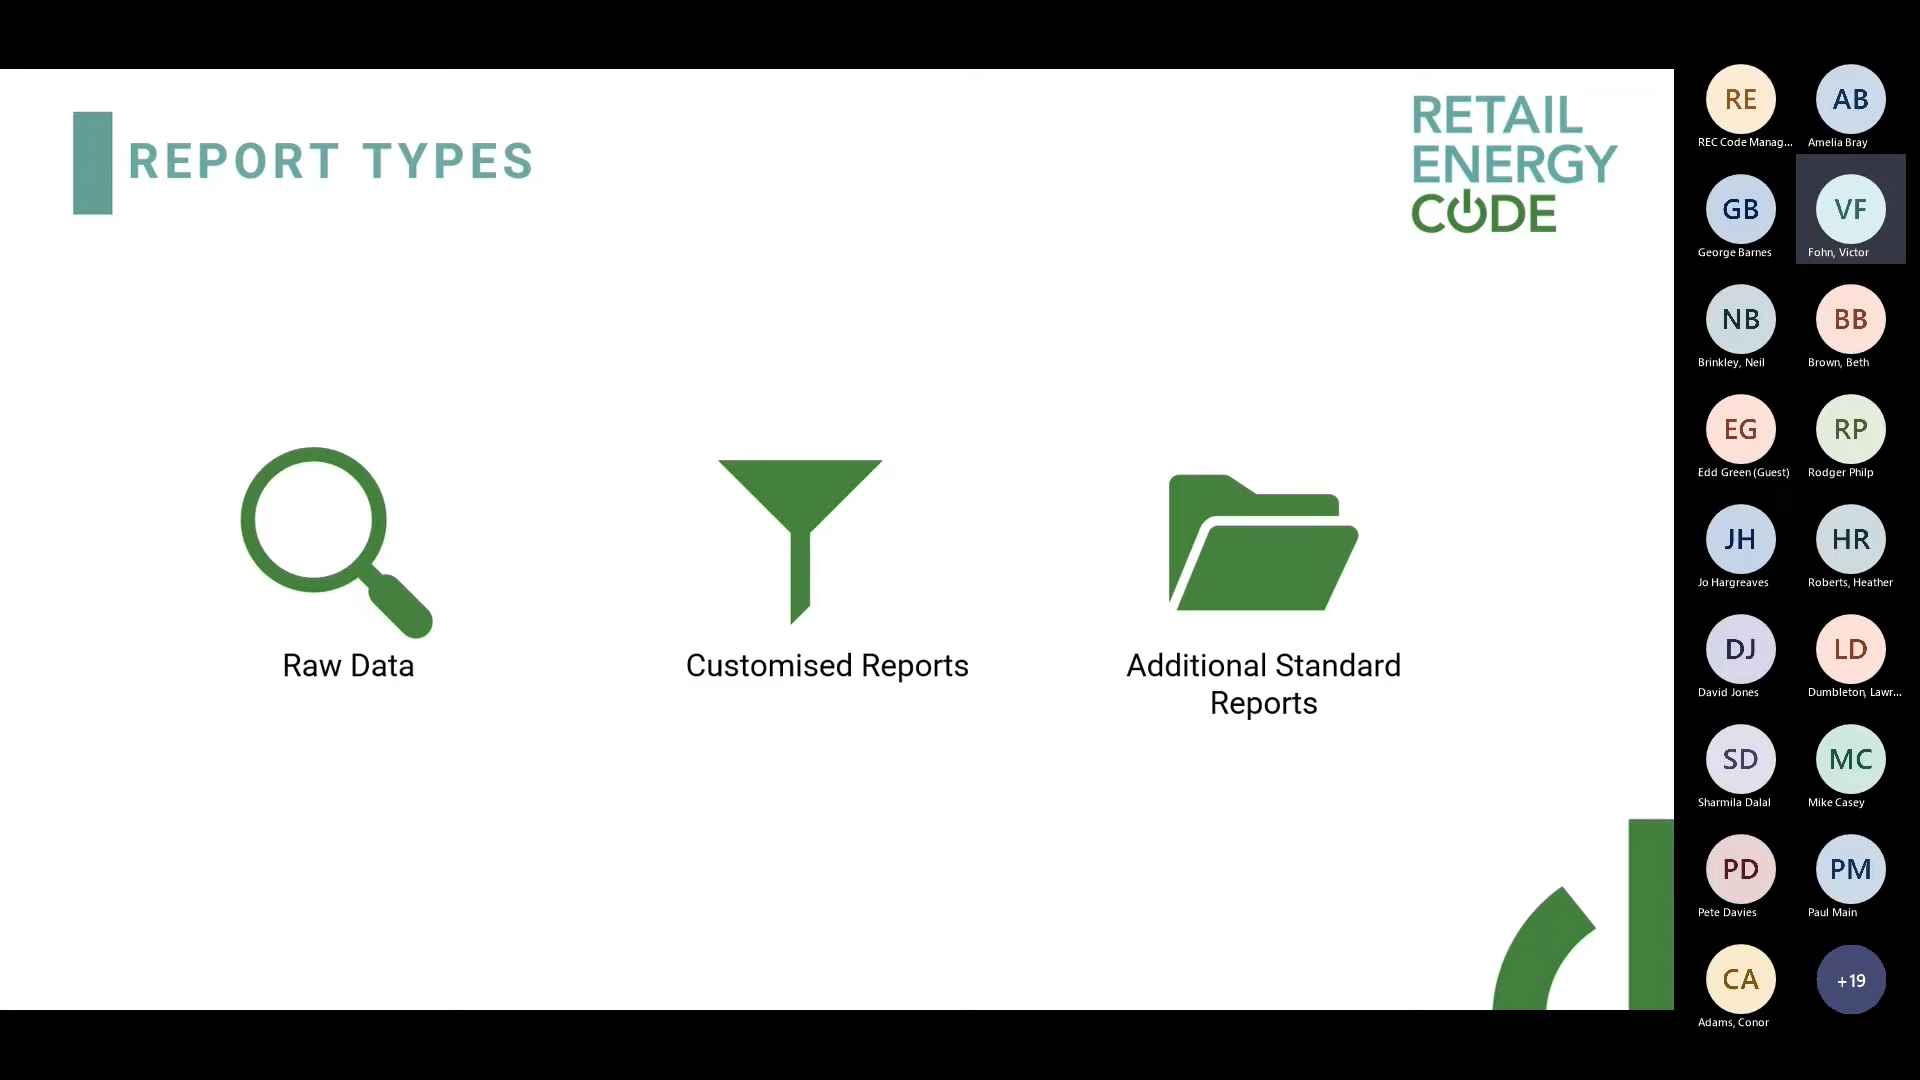 REPORT TYPES
RETAIL
ENERGY
CODE
Raw Data
Customised Reports
Additional Standard
Reports
RE
REC Code Manag...
AB
Amelia Bray
GB
George Barnes
VF
Fohn, Victor
NB
Brinkley, Neil
BB
Brown, Beth
EG
Edd Green (Guest)
RP
Rodger Philp
JH
Jo Hargreaves
HR
Roberts, Heather
DJ
David Jones
LD
Dumbleton, Lawr...
SD
Sharmila Dalal
MC
Mike Casey
PD
Pete Davies
PM
Paul Main
CA
Adams, Conor
+19